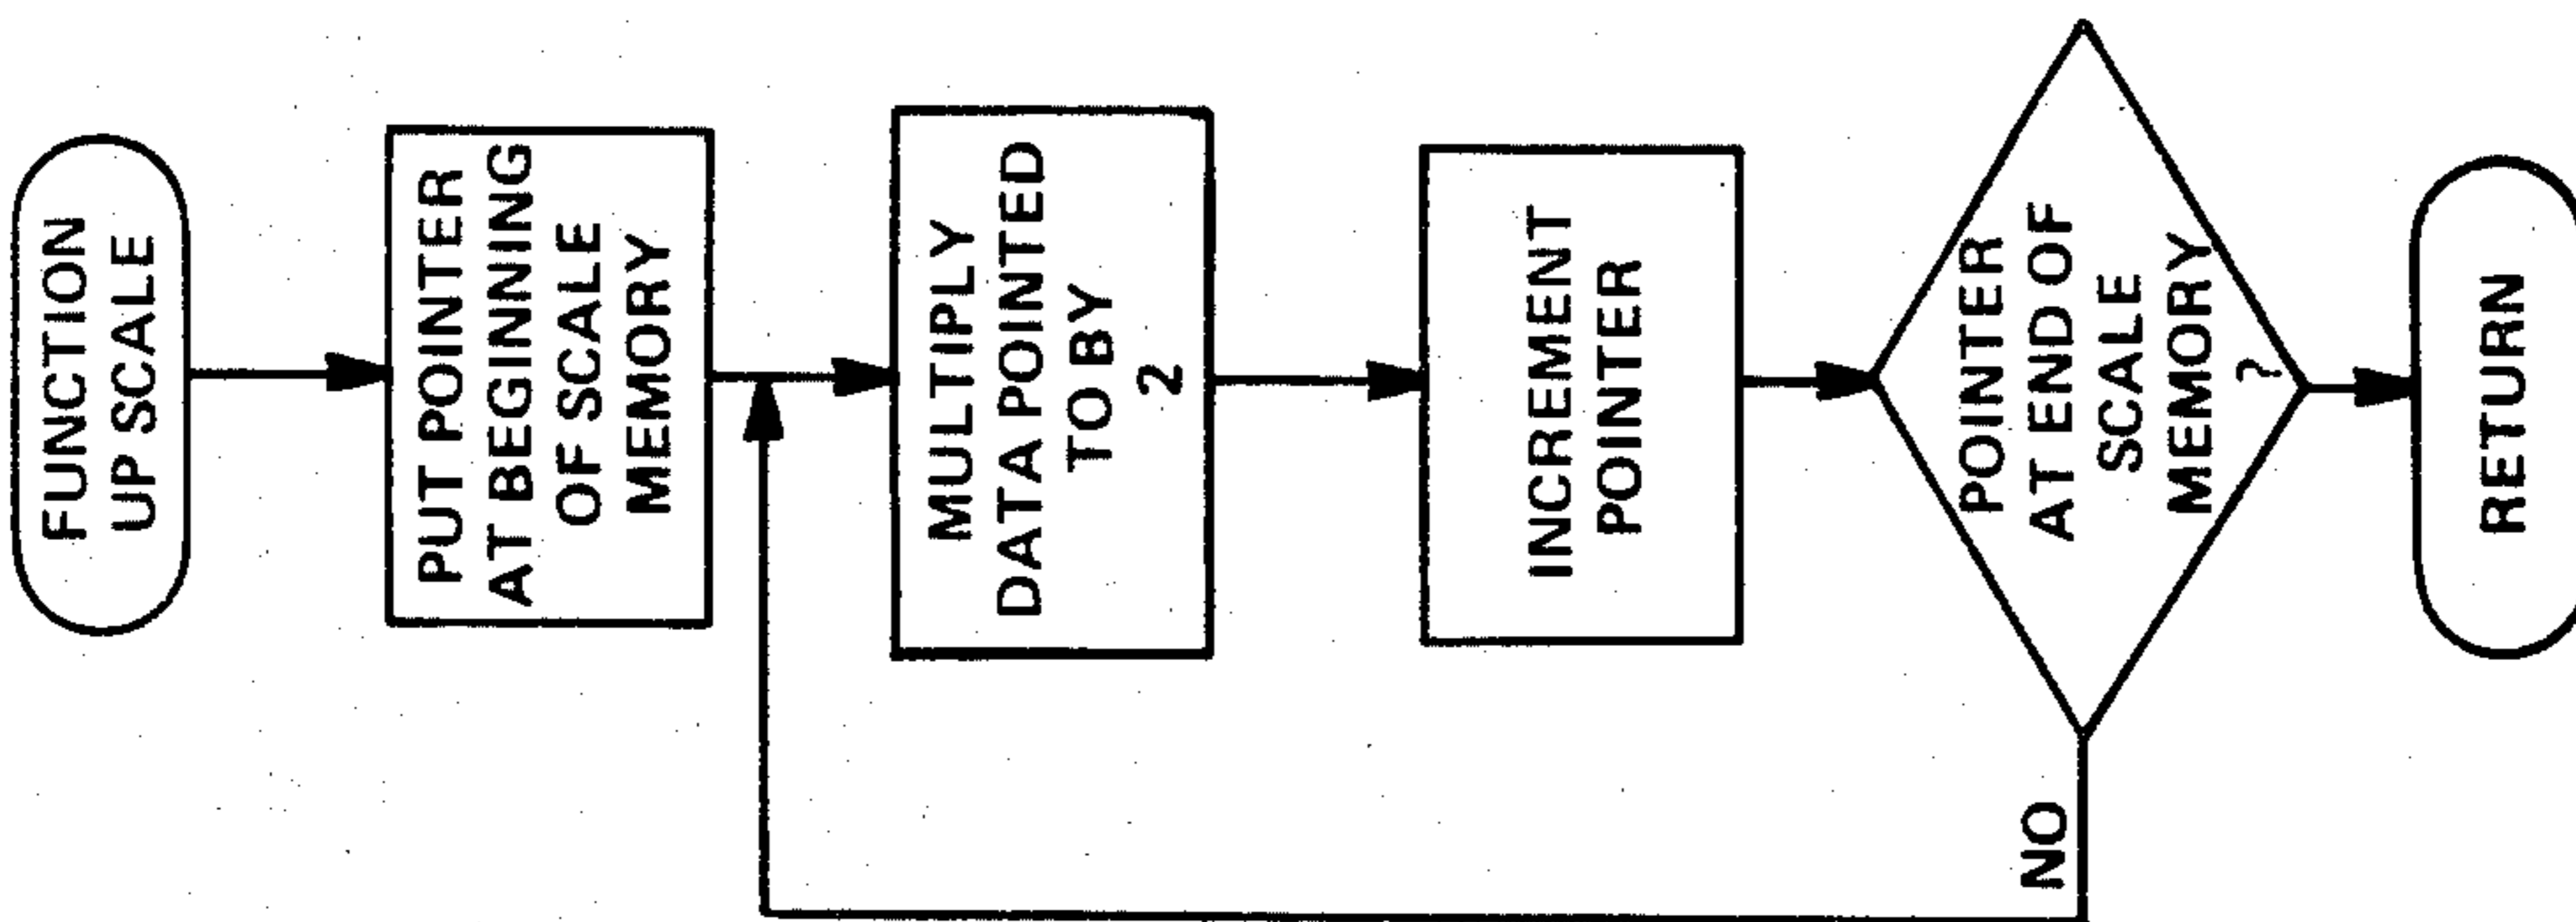 FUNCTION
UP SCALE
PUT POINTER
AT BEGINNING
OF SCALE
MEMORY
MULTIPLY
DATA POINTED
TO BY
2
INCREMENT
POINTER
POINTER
AT END OF
SCALE
MEMORY
?
NO
RETURN